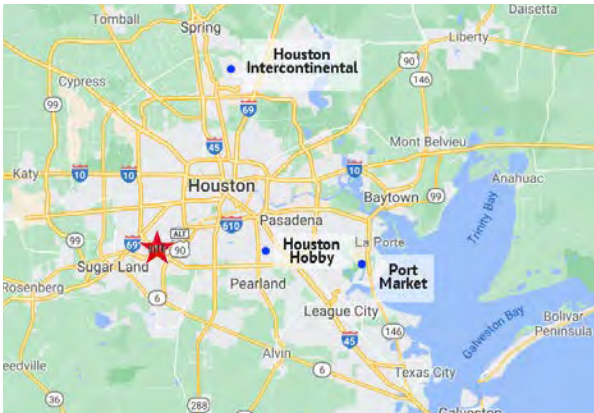 Daisetta
Tomball
Spring
Liberty
Houston
Intercontinental
90
146
Cypress
99
69
45
Mont Belvieu
Katy
10
10
10
Anahuac
Houston
Baytown
99
610
Pasadena
Trinity Bay
ALT
99
69
90
La Porte
Houston
Hobby
Sugar Land
Port
Market
Rosenberg
Pearland
6
League City
Bolivar
Peninsula
146
45
Galveston Bay
Alvin
eedville
6
Texas City
36
288
Galveston